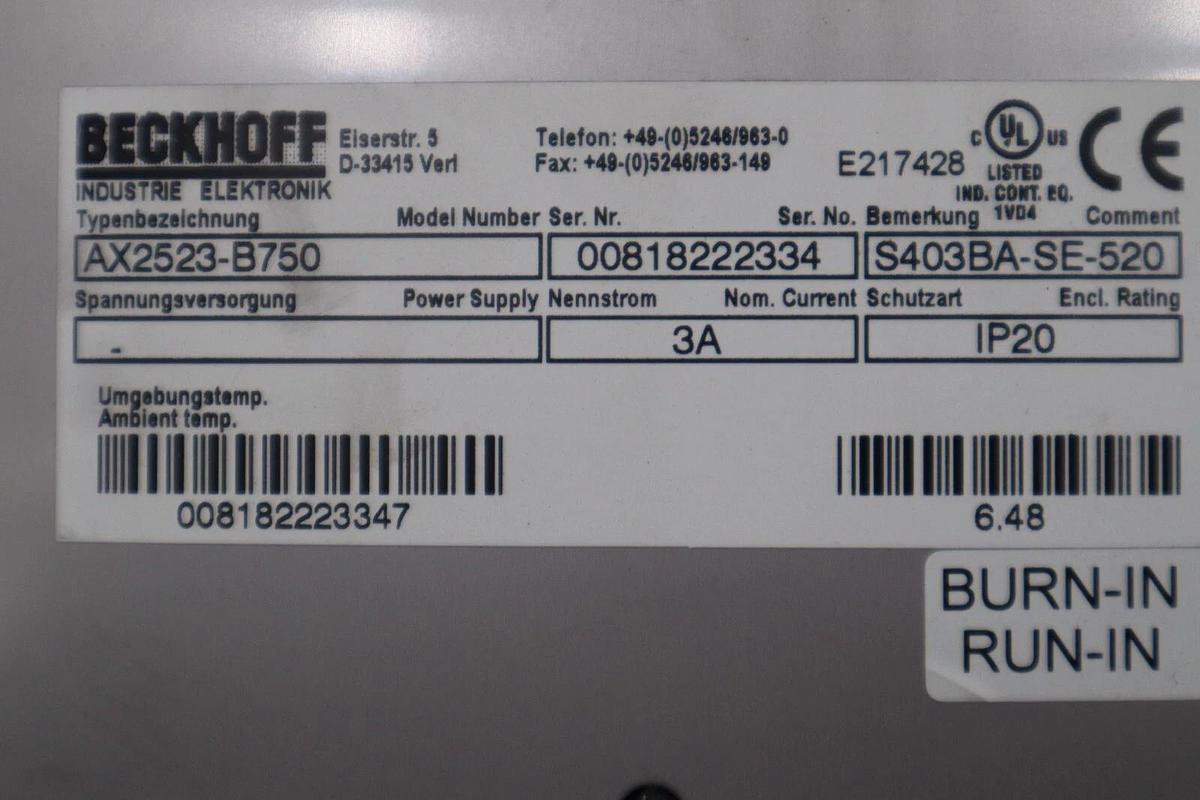 BECKHOFF
INDUSTRIE ELEKTRONIK
Eiserstr. 5
D-33415 Verl
Telefon: +49-(0)5246/963-0
Fax: +49-(0)5246/963-149
E217428
C UL US
LISTED
IND. CONT. EQ.
1VD4
CE
Typenbezeichnung Model Number Ser. Nr. Ser. No. Bemerkung Comment
AX2523-B750 00818222334 S403BA-SE-520
Spannungsversorgung Power Supply Nennstrom Nom. Current Schutzart Encl. Rating
- 3A IP20
Umgebungstemp.
Ambient temp.
008182223347 6.48
BURN-IN
RUN-IN